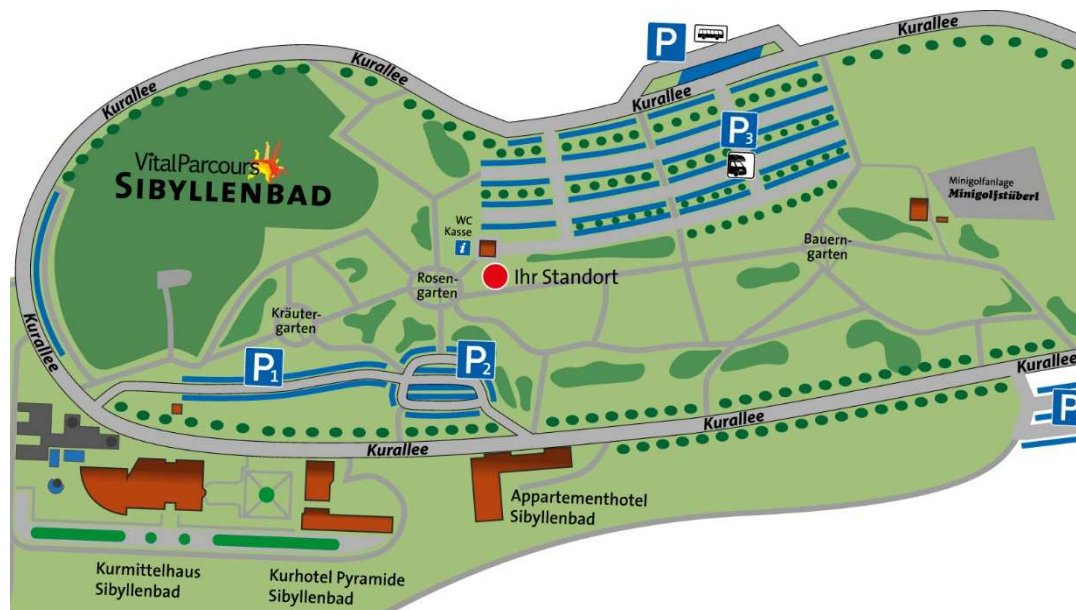 P
Kurallee
Kurallee
Kurallee
P3
VitalParcours
SIBYLLENBAD
Minigolfanlage
Minigolfstüberl
WC
Kasse
i
Bauern-
garten
Rosen-
garten
Ihr Standort
Kräuter-
garten
Kurallee
P1
P2
Kurallee
P
Kurallee
Kurallee
Appartementhotel
Sibyllenbad
Kurmittelhaus
Sibyllenbad
Kurhotel Pyramide
Sibyllenbad